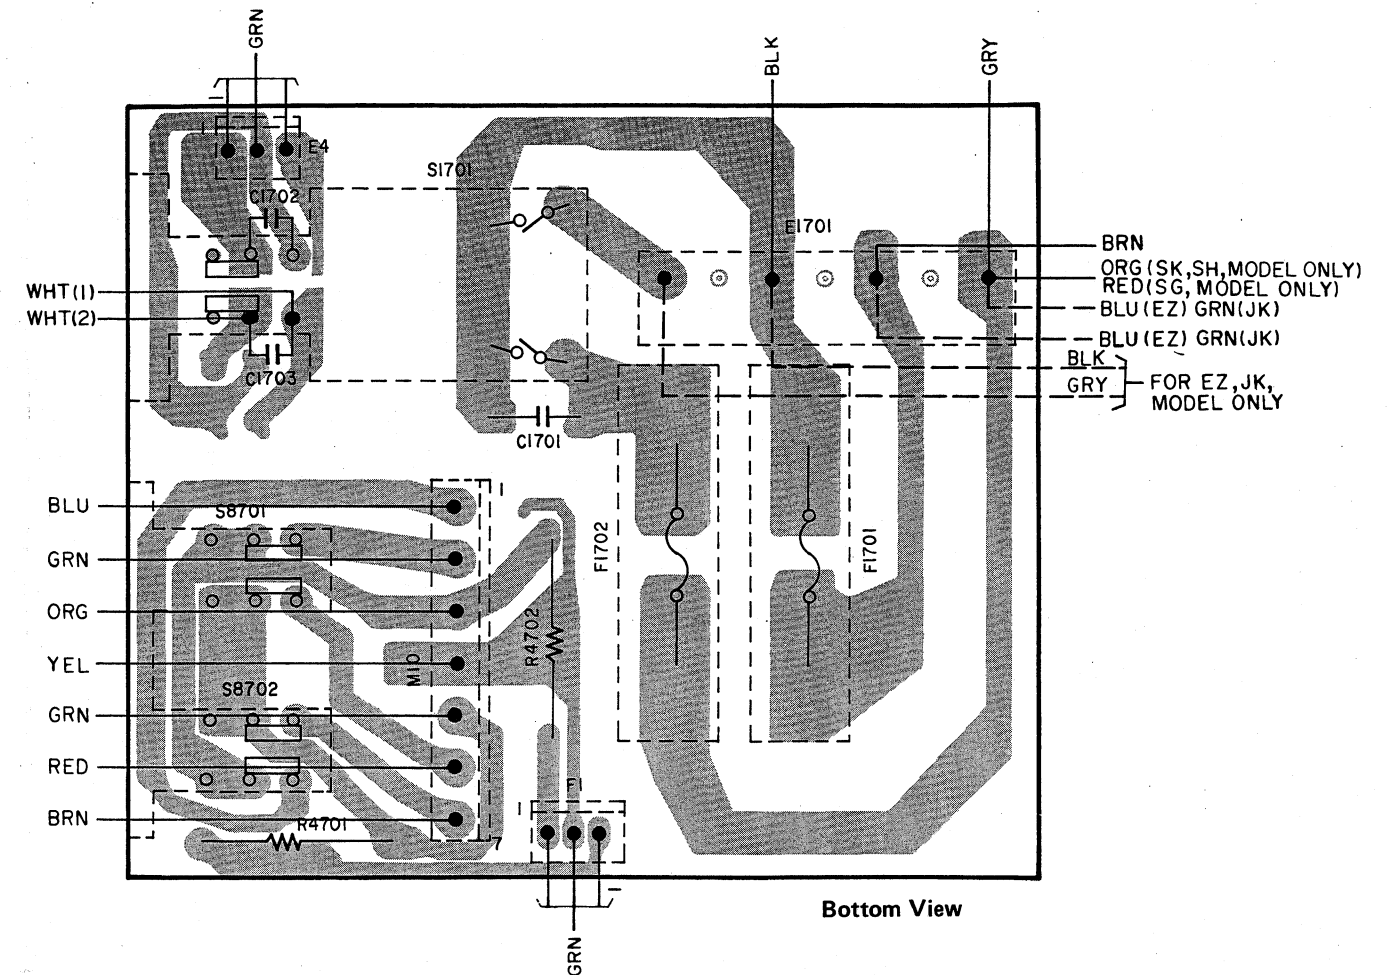 GRN
BLK
GRY
E4
S1701
C1702
E1701
BRN
ORG(SK,SH,MODEL ONLY)
RED(SG, MODEL ONLY)
WHT(1)
BLU(EZ) GRN(JK)
WHT(2)
BLU(EZ) GRN(JK)
BLK
C1703
GRY
FOR EZ,JK,
MODEL ONLY
C1701
1
BLU
S8701
F1702
F1701
GRN
ORG
R4702
YEL
M10
S8702
GRN
RED
F1
1
BRN
R4701
7
Bottom View
GRN